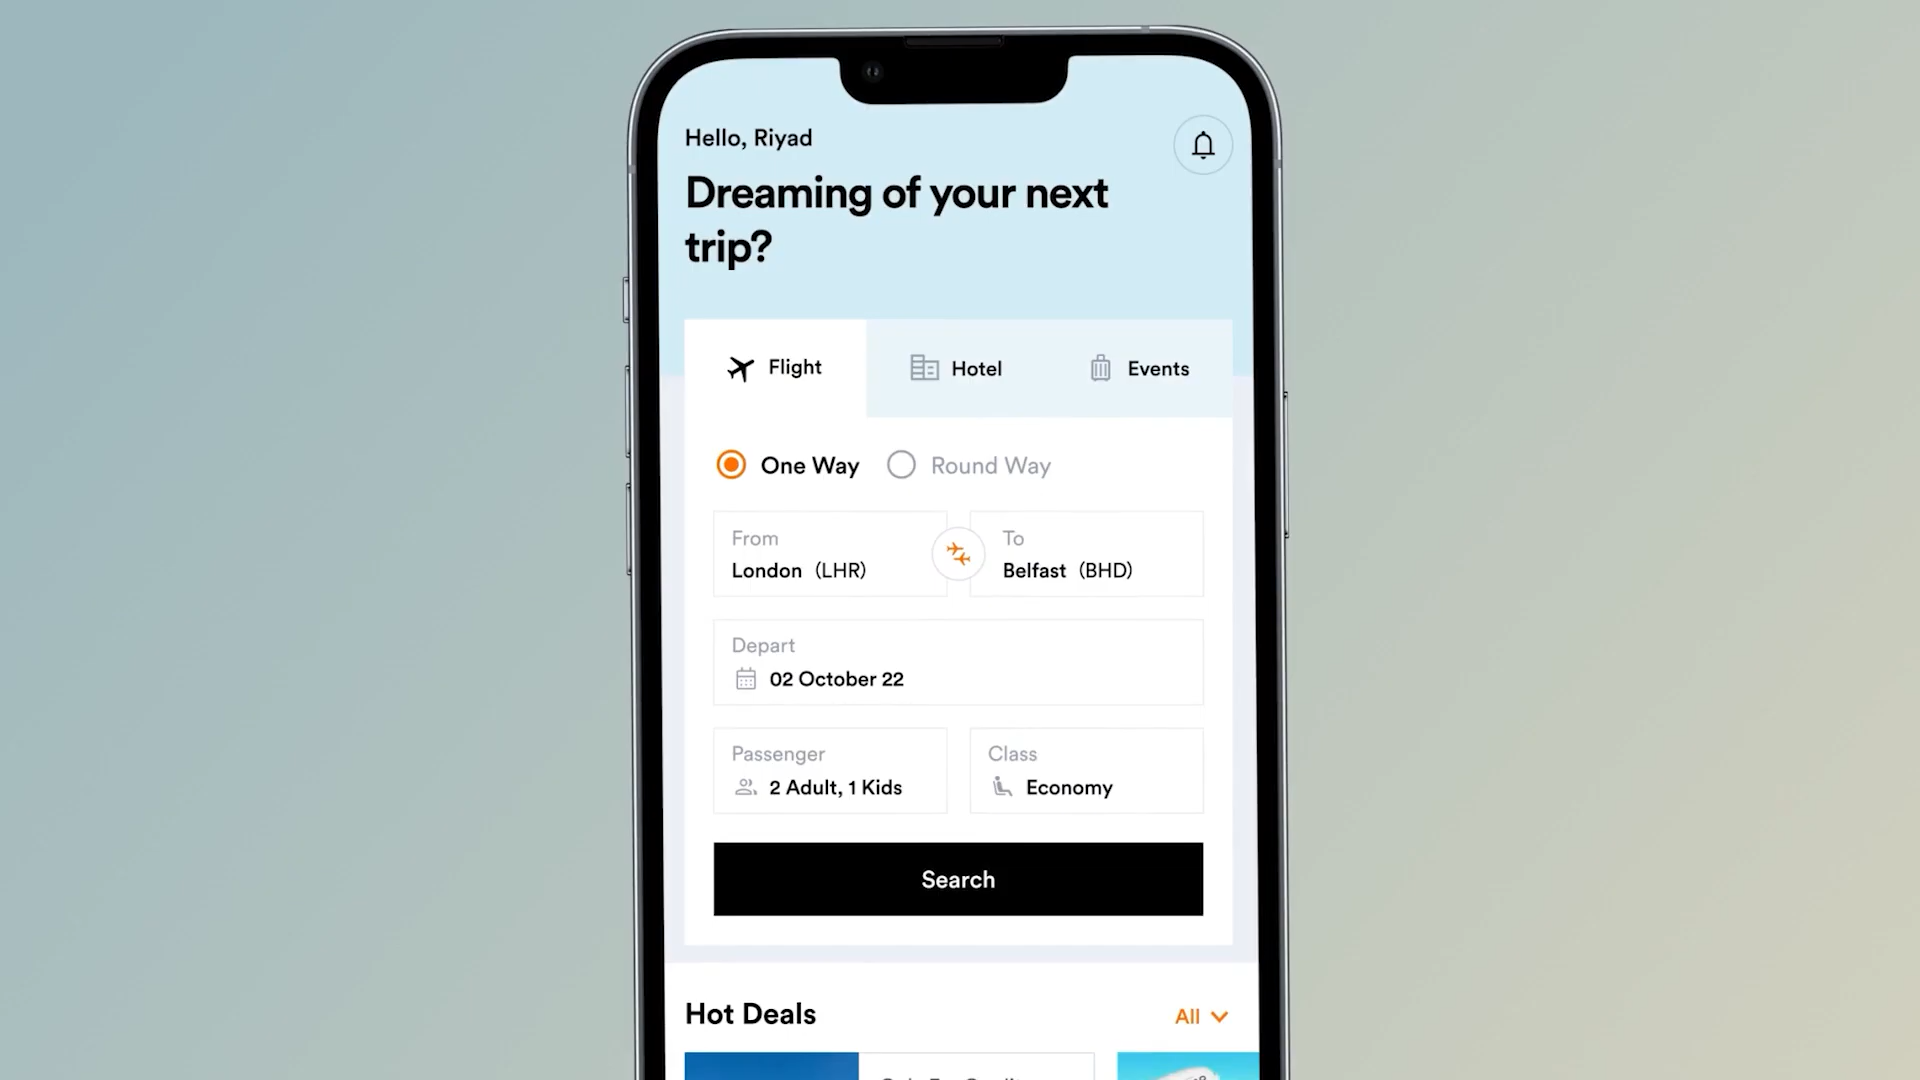 Hello, Riyad
Dreaming of your next
trip?
Flight
Hotel
Events
One Way
Round Way
From
London (LHR)
To
Belfast (BHD)
Depart
02 October 22
Passenger
2 Adult, 1 Kids
Class
Economy
Search
Hot Deals
All